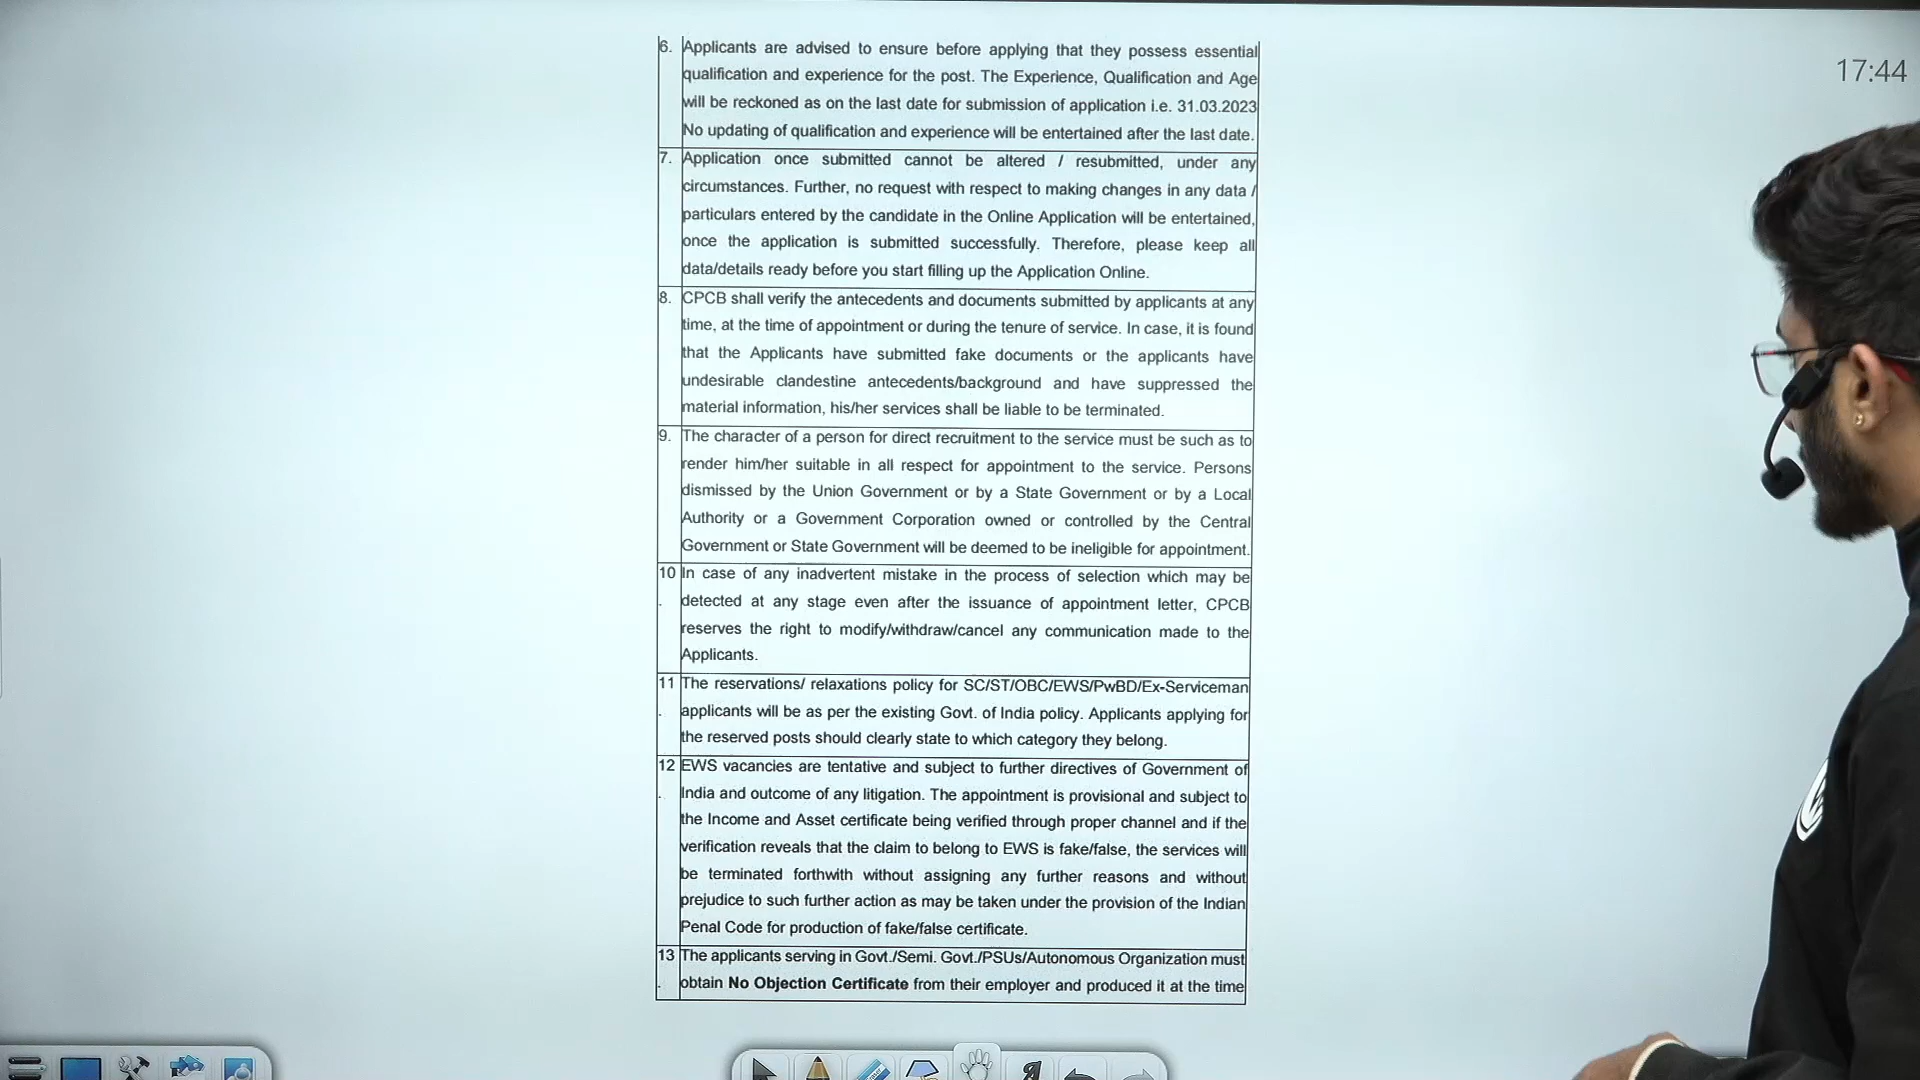 17:44
6. Applicants are advised to ensure before applying that they possess essential
qualification and experience for the post. The Experience, Qualification and Age
will be reckoned as on the last date for submission of application i.e. 31.03.2023
No updating of qualification and experience will be entertained after the last date.
7. Application once submitted cannot be altered / resubmitted, under any
circumstances. Further, no request with respect to making changes in any data /
particulars entered by the candidate in the Online Application will be entertained,
once the application is submitted successfully. Therefore, please keep all
data/details ready before you start filling up the Application Online.
8. CPCB shall verify the antecedents and documents submitted by applicants at any
time, at the time of appointment or during the tenure of service. In case, it is found
that the Applicants have submitted fake documents or the applicants have
undesirable clandestine antecedents/background and have suppressed the
material information, his/her services shall be liable to be terminated.
9. The character of a person for direct recruitment to the service must be such as to
render him/her suitable in all respect for appointment to the service. Persons
dismissed by the Union Government or by a State Government or by a Local
Authority or a Government Corporation owned or controlled by the Central
Government or State Government will be deemed to be ineligible for appointment.
10 In case of any inadvertent mistake in the process of selection which may be
. detected at any stage even after the issuance of appointment letter, CPCB
reserves the right to modify/withdraw/cancel any communication made to the
Applicants.
11 The reservations/ relaxations policy for SC/ST/OBC/EWS/PwBD/Ex-Serviceman
. applicants will be as per the existing Govt. of India policy. Applicants applying for
the reserved posts should clearly state to which category they belong.
12 EWS vacancies are tentative and subject to further directives of Government of
. India and outcome of any litigation. The appointment is provisional and subject to
the Income and Asset certificate being verified through proper channel and if the
verification reveals that the claim to belong to EWS is fake/false, the services will
be terminated forthwith without assigning any further reasons and without
prejudice to such further action as may be taken under the provision of the Indian
Penal Code for production of fake/false certificate.
13 The applicants serving in Govt./Semi. Govt./PSUs/Autonomous Organization must
. obtain No Objection Certificate from their employer and produced it at the time